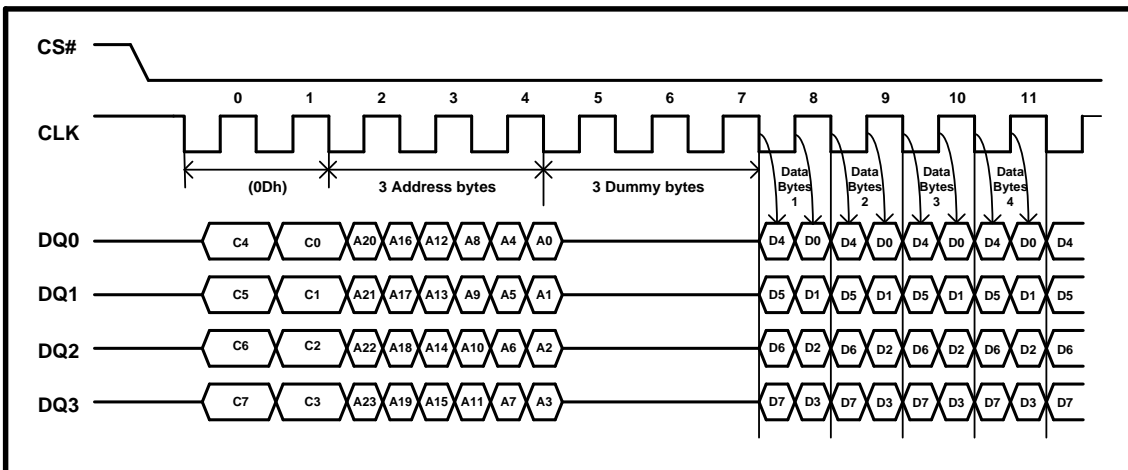 CS#
0 1 2 3 4 5 6 7 8 9 10 11
CLK
(0Dh) 3 Address bytes 3 Dummy bytes
Data Bytes 1
Data Bytes 2
Data Bytes 3
Data Bytes 4
DQ0 C4 C0 A20 A16 A12 A8 A4 A0 D4 D0 D4 D0 D4 D0 D4 D0 D4
DQ1 C5 C1 A21 A17 A13 A9 A5 A1 D5 D1 D5 D1 D5 D1 D5 D1 D5
DQ2 C6 C2 A22 A18 A14 A10 A6 A2 D6 D2 D6 D2 D6 D2 D6 D2 D6
DQ3 C7 C3 A23 A19 A15 A11 A7 A3 D7 D3 D7 D3 D7 D3 D7 D3 D7